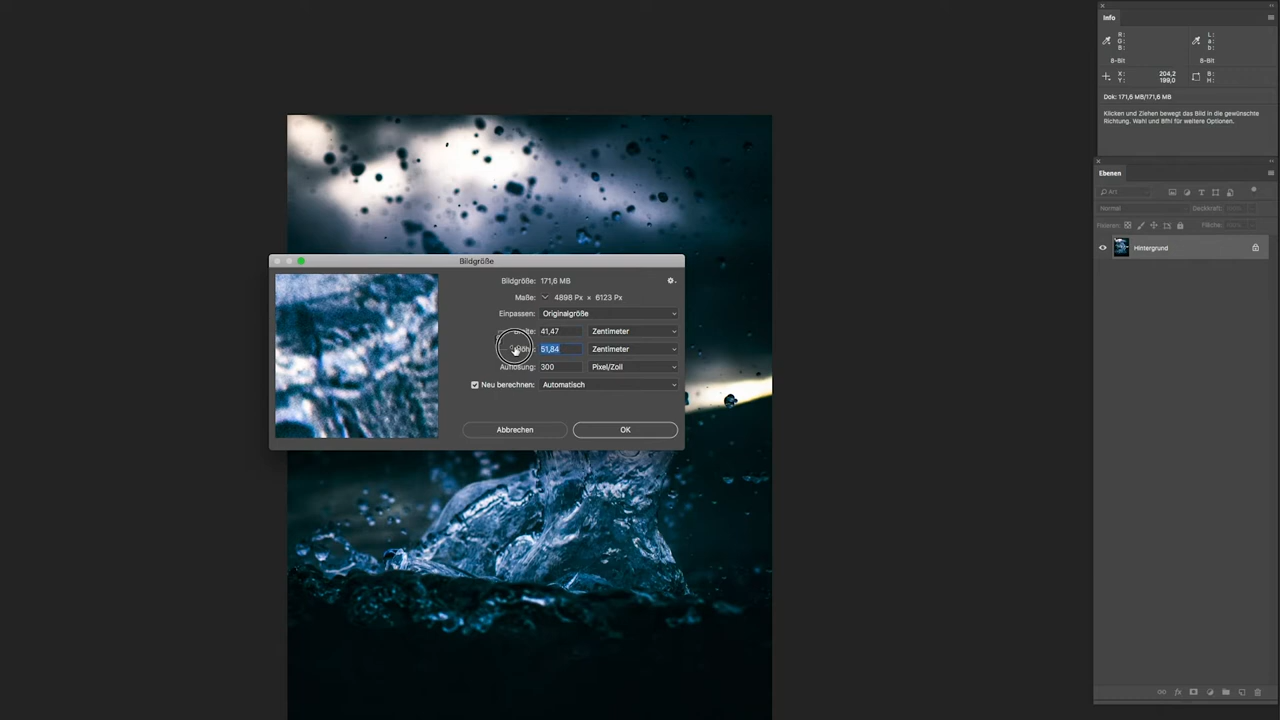 Info
R: L:
G: a:
B: b:
8-Bit 8-Bit
X: 204,2 B:
Y: 199,0 H:
Dok: 171,6 MB/171,6 MB
Klicken und Ziehen bewegt das Bild in die gewünschte
Richtung. Wahl und Bfhl für weitere Optionen.
Ebenen
Art
Normal Deckkraft:
Fixieren: Fläche:
Hintergrund
Bildgröße
Bildgröße: 171,6 MB
Maße: 4898 Px × 6123 Px
Einpassen: Originalgröße
Breite: 41,47 Zentimeter
51,84 Zentimeter
Auflösung: 300 Pixel/Zoll
Neu berechnen: Automatisch
Abbrechen OK
fx